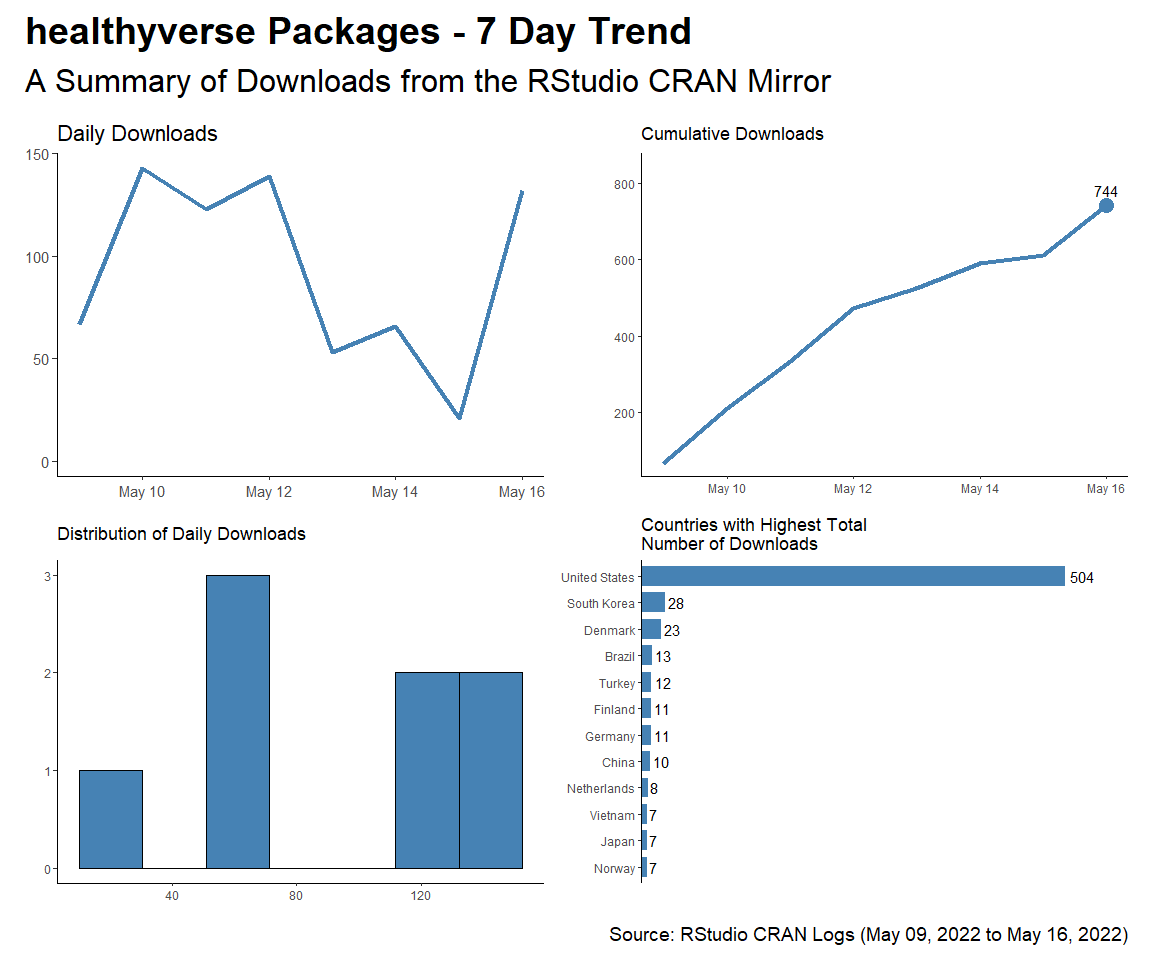 healthyverse Packages - 7 Day Trend
A Summary of Downloads from the RStudio CRAN Mirror
Daily Downloads
150
100
50
0
May 10
May 12
May 14
May 16
Cumulative Downloads
800
600
400
200
744
May 10
May 12
May 14
May 16
Distribution of Daily Downloads
3
2
1
0
40
80
120
Countries with Highest Total
Number of Downloads
United States 504
South Korea 28
Denmark 23
Brazil 13
Turkey 12
Finland 11
Germany 11
China 10
Netherlands 8
Vietnam 7
Japan 7
Norway 7
Source: RStudio CRAN Logs (May 09, 2022 to May 16, 2022)